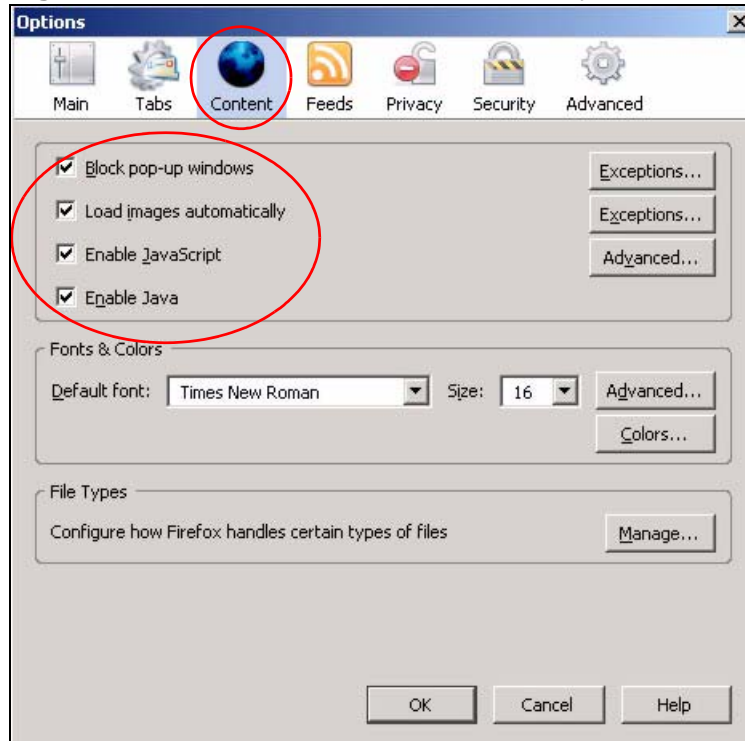 Options
Main Tabs Content Feeds Privacy Security Advanced
Block pop-up windows Exceptions...
Load images automatically Exceptions...
Enable JavaScript Advanced...
Enable Java
Fonts & Colors
Default font: Times New Roman Size: 16 Advanced...
Colors...
File Types
Configure how Firefox handles certain types of files Manage...
OK Cancel Help